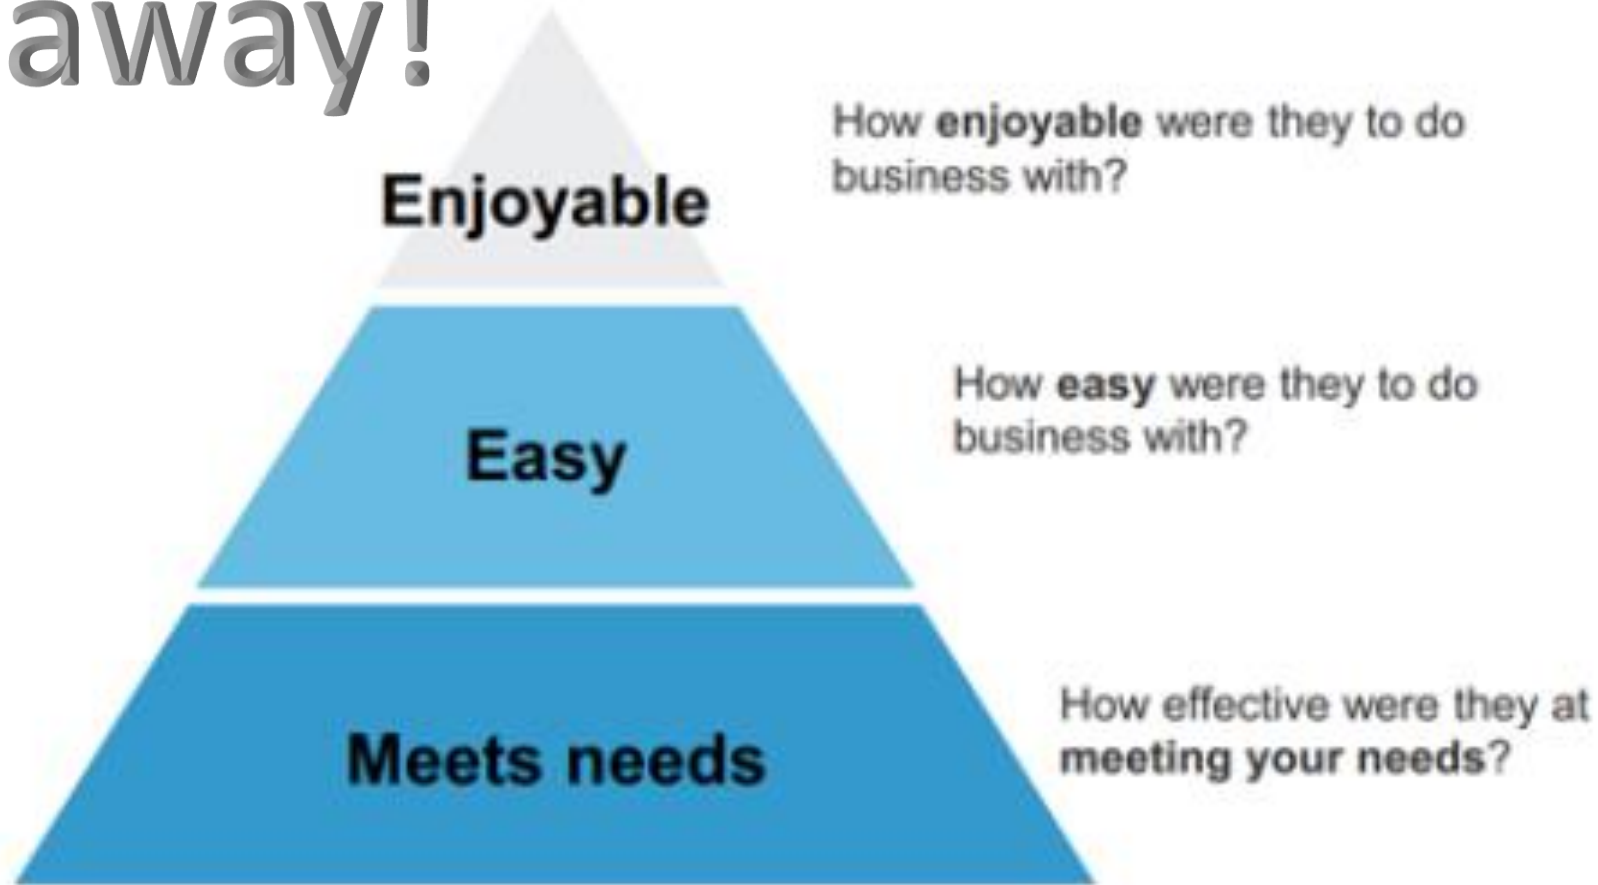 away!
Enjoyable
How enjoyable were they to do
business with?
Easy
How easy were they to do
business with?
Meets needs
How effective were they at
meeting your needs?